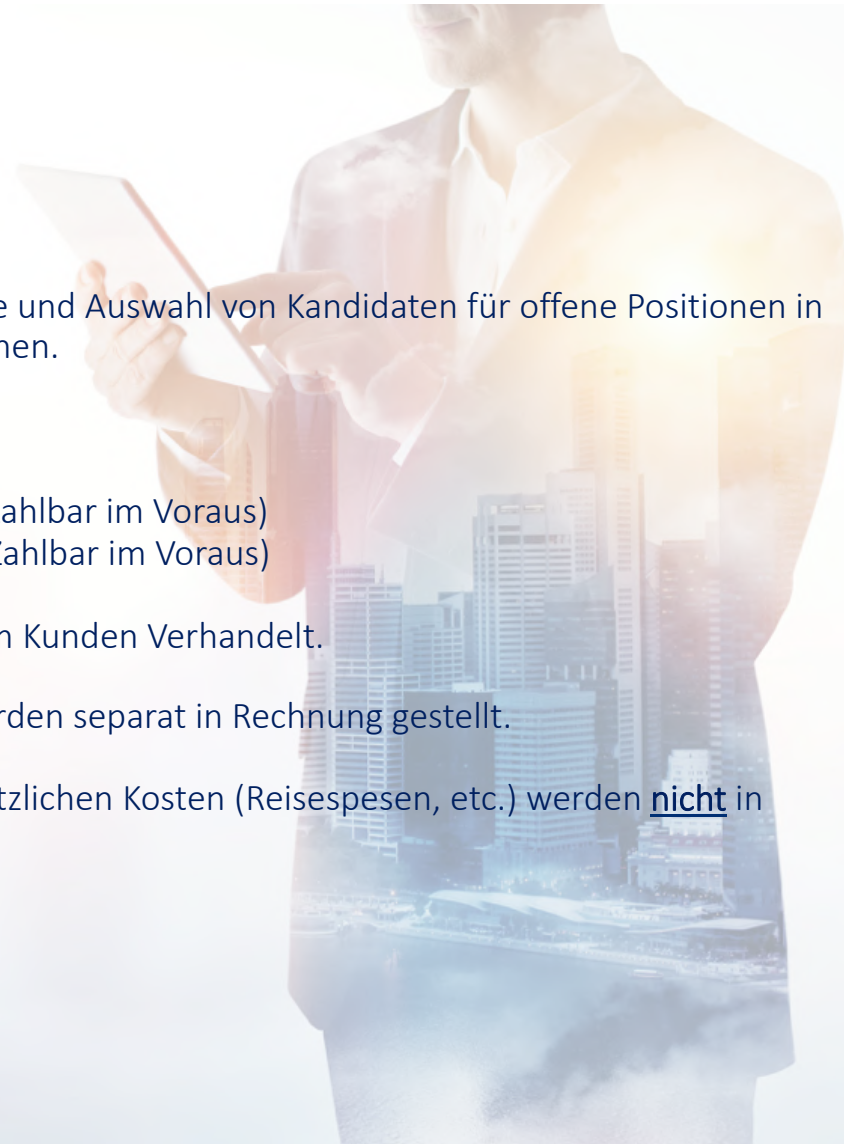 e und Auswahl von Kandidaten für offene Positionen in
nen.
ahlbar im Voraus)
Zahlbar im Voraus)
n Kunden Verhandelt.
rden separat in Rechnung gestellt.
tzlichen Kosten (Reisespesen, etc.) werden nicht in